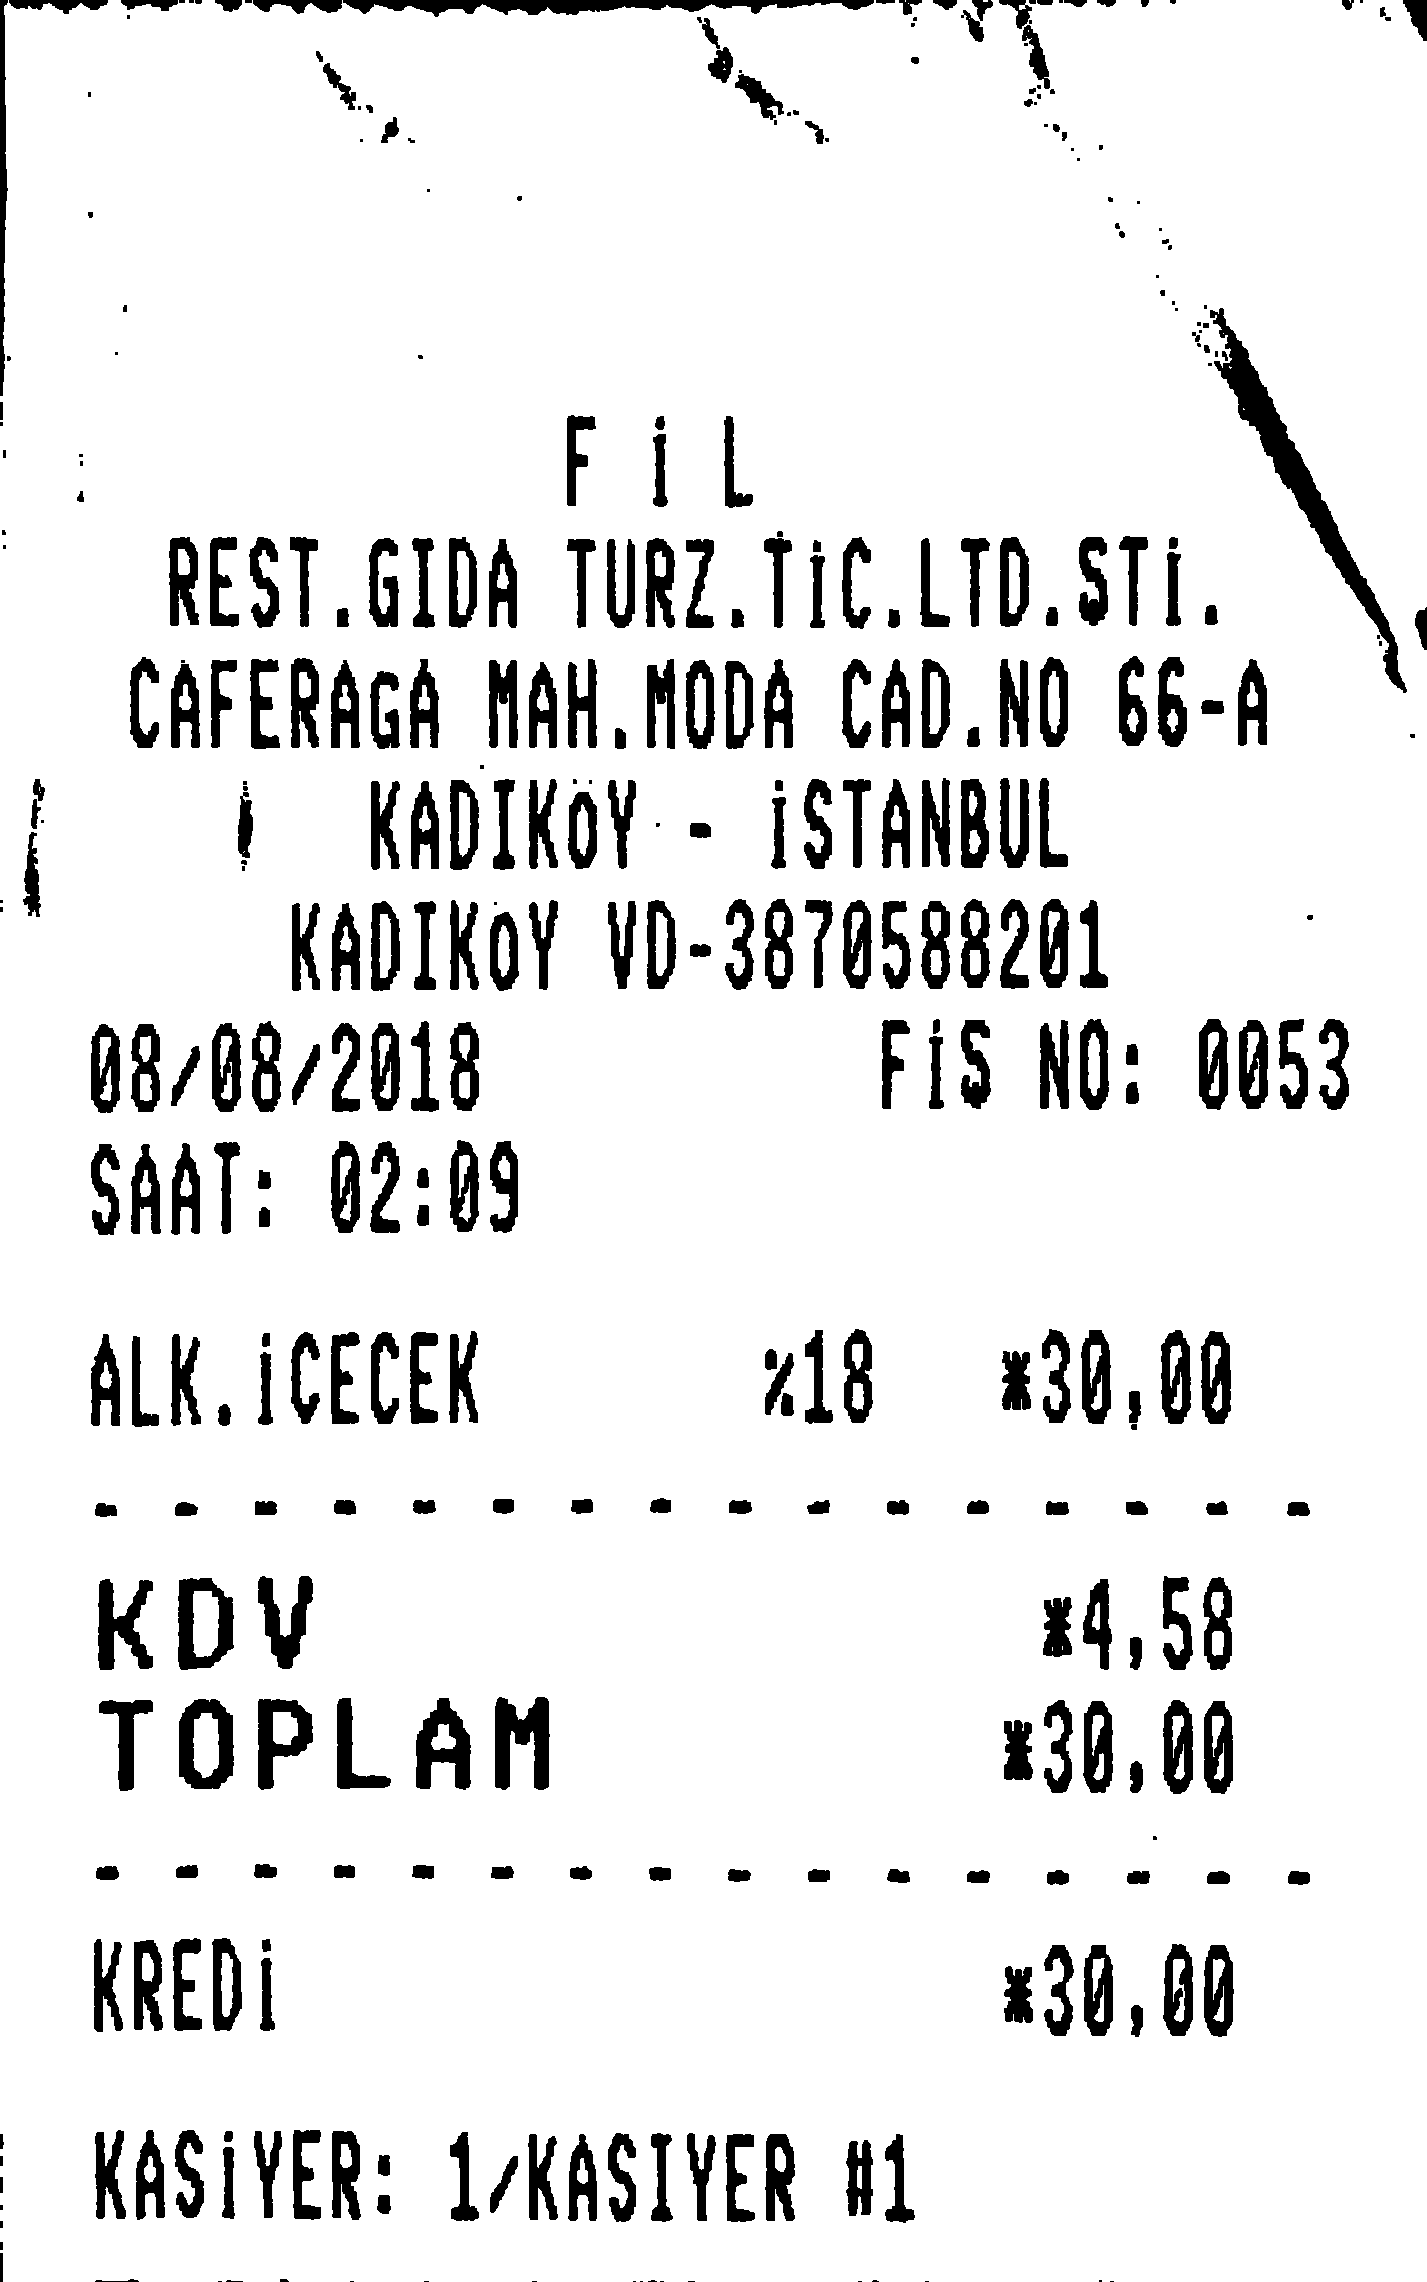 F İ L
REST.GIDA TURZ.TİC.LTD.ŞTİ.
CAFERAGA MAH.MODA CAD.NO 66-A
KADIKÖY - İSTANBUL
KADIKÖY VD-3870588201
08/08/2018 FİŞ NO: 0053
SAAT: 02:09
ALK.İCECEK %18 *30,00
- - - - - - - - - - - - - - - -
KDV *4,58
TOPLAM *30,00
- - - - - - - - - - - - - - - -
KREDİ *30,00
KASİYER: 1/KASIYER #1